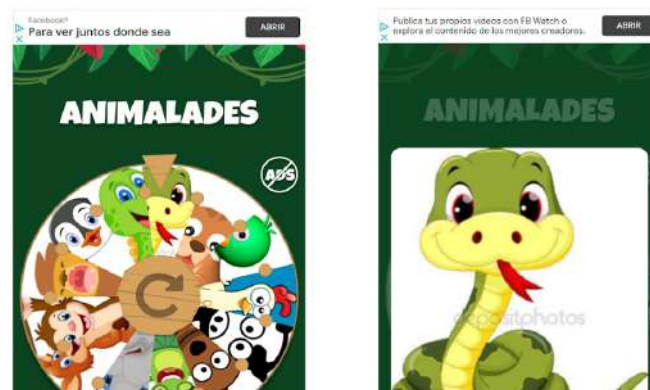 Facebook?
Para ver juntos donde sea
ABRIR
ANIMALADES
ADS
Publica tus propios videos con FB Watch o
explora el contenido de los mejores creadores.
ABRIR
ANIMALADES
depositphotos